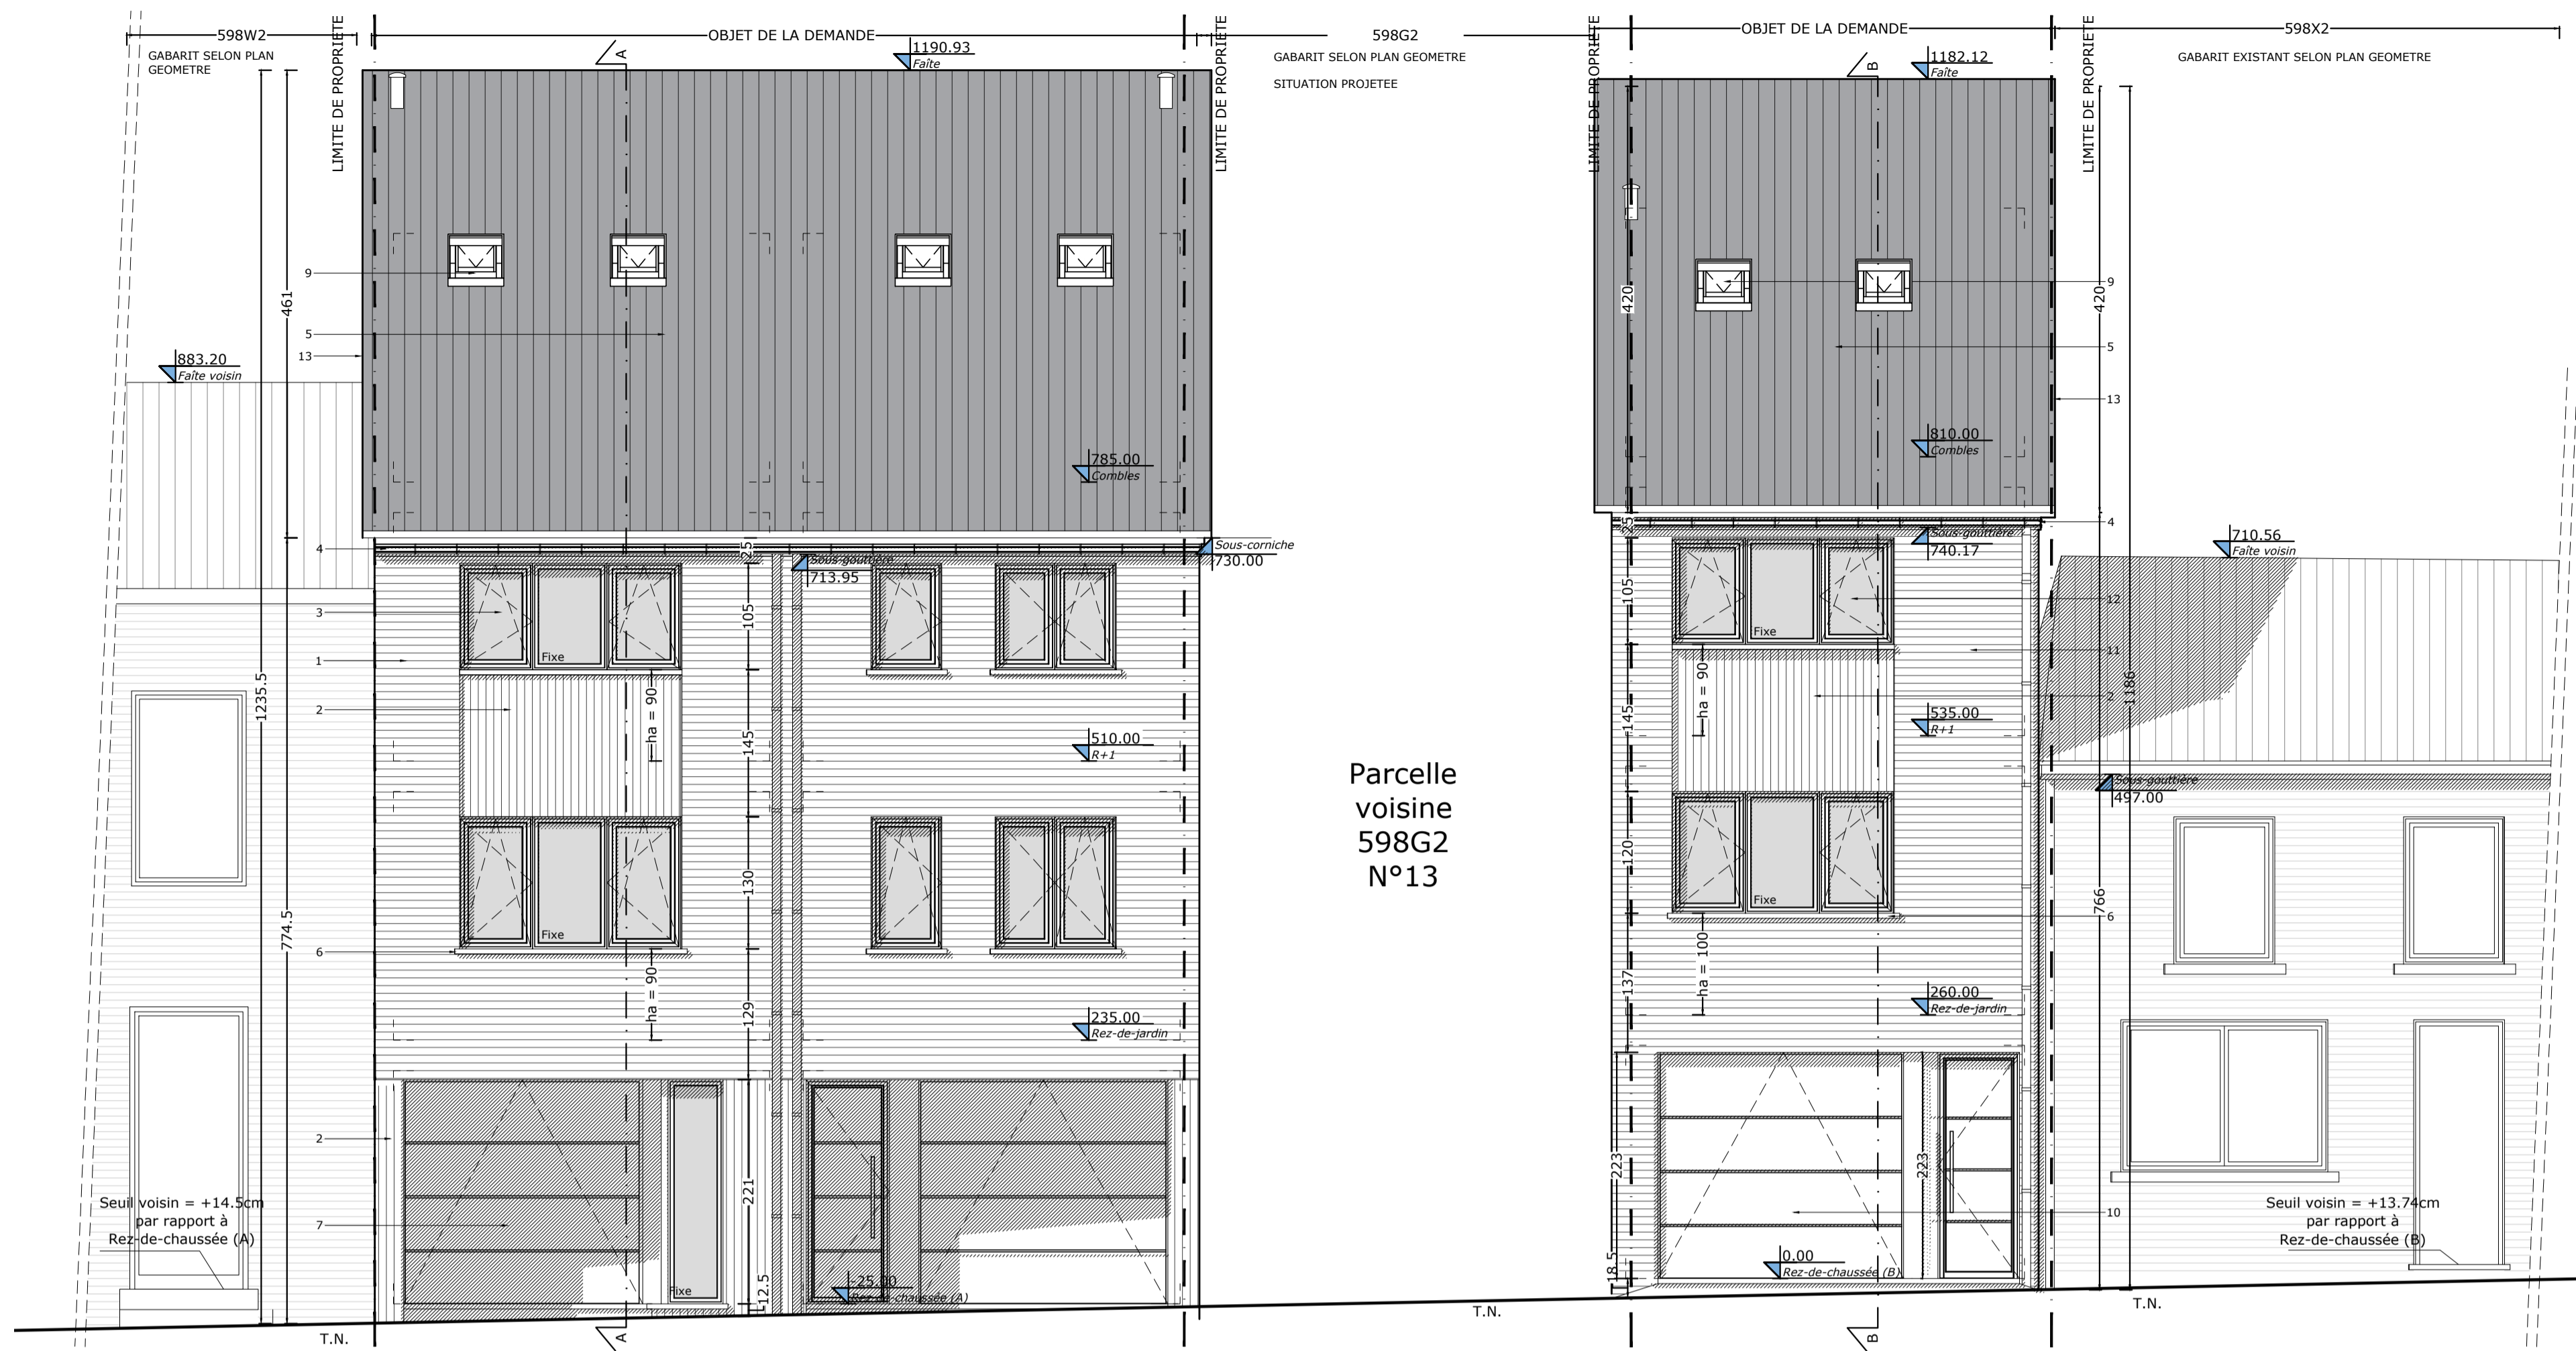 598W2
GABARIT SELON PLAN
GEOMETRE
LIMITE DE PROPRIETE
OBJET DE LA DEMANDE
A
1190.93
Faîte
LIMITE DE PROPRIETE
598G2
GABARIT SELON PLAN GEOMETRE
SITUATION PROJETEE
LIMITE DE PROPRIETE
OBJET DE LA DEMANDE
B
1182.12
Faîte
LIMITE DE PROPRIETE
598X2
GABARIT EXISTANT SELON PLAN GEOMETRE
883.20
Faîte voisin
461
1235.5
774.5
9
5
13
4
3
1
2
6
2
7
785.00
Combles
Sous-corniche
730.00
Sous-gouttière
713.95
25
105
145
130
129
221
12.5
Fixe
ha = 90
510.00
R+1
Fixe
ha = 90
235.00
Rez-de-jardin
Fixe
-25.00
Rez-de-chaussée (A)
Seuil voisin = +14.5cm
par rapport à
Rez-de-chaussée (A)
T.N.
A
Parcelle
voisine
598G2
N°13
T.N.
420
25
105
145
120
137
223
18.5
810.00
Combles
Sous-gouttière
740.17
Fixe
ha = 90
535.00
R+1
Fixe
ha = 100
260.00
Rez-de-jardin
223
0.00
Rez-de-chaussée (B)
B
420
9
5
13
4
12
11
2
1186
766
6
10
710.56
Faîte voisin
Sous-gouttière
497.00
Seuil voisin = +13.74cm
par rapport à
Rez-de-chaussée (B)
T.N.